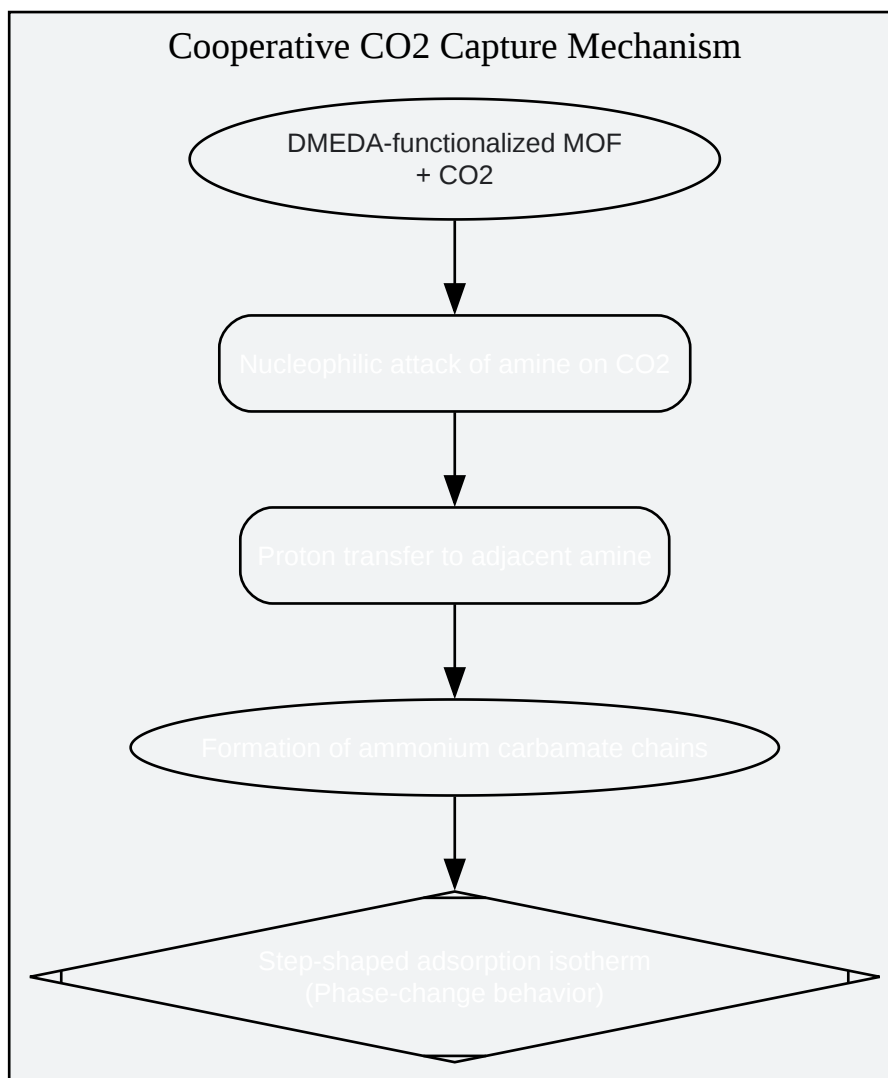 Cooperative CO2 Capture Mechanism
DMEDA-functionalized MOF
+ CO2
Nucleophilic attack of amine on CO2
Proton transfer to adjacent amine
Formation of ammonium carbamate chains
Step-shaped adsorption isotherm
(Phase-change behavior)